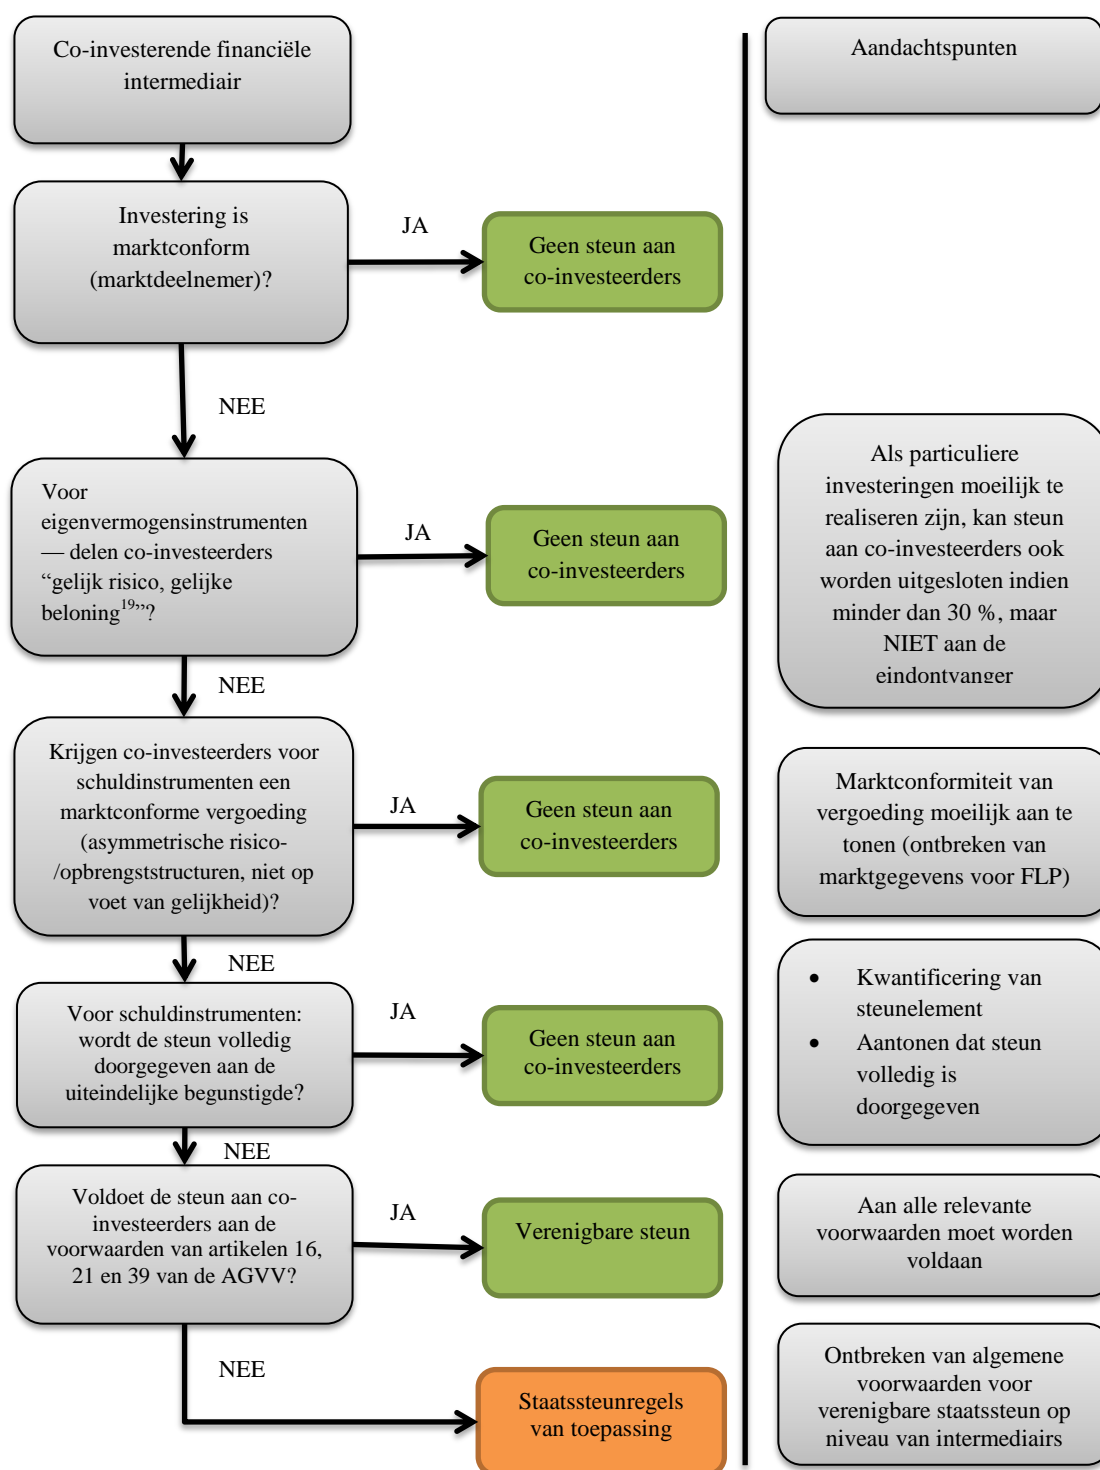 Co-investerende financiële
intermediair
Aandachtspunten
Investering is
marktconform
(marktdeelnemer)?
JA
Geen steun aan
co-investeerders
NEE
Voor
eigenvermogensinstrumenten
— delen co-investeerders
“gelijk risico, gelijke
beloning19”?
JA
Geen steun aan
co-investeerders
Als particuliere
investeringen moeilijk te
realiseren zijn, kan steun
aan co-investeerders ook
worden uitgesloten indien
minder dan 30 %, maar
NIET aan de
eindontvanger
NEE
Krijgen co-investeerders voor
schuldinstrumenten een
marktconforme vergoeding
(asymmetrische risico-
/opbrengststructuren, niet op
voet van gelijkheid)?
JA
Geen steun aan
co-investeerders
Marktconformiteit van
vergoeding moeilijk aan te
tonen (ontbreken van
marktgegevens voor FLP)
NEE
Voor schuldinstrumenten:
wordt de steun volledig
doorgegeven aan de
uiteindelijke begunstigde?
JA
Geen steun aan
co-investeerders
• Kwantificering van
steunelement
• Aantonen dat steun
volledig is
doorgegeven
NEE
Voldoet de steun aan co-
investeerders aan de
voorwaarden van artikelen 16,
21 en 39 van de AGVV?
JA
Verenigbare steun
Aan alle relevante
voorwaarden moet worden
voldaan
NEE
Staatssteunregels
van toepassing
Ontbreken van algemene
voorwaarden voor
verenigbare staatssteun op
niveau van intermediairs